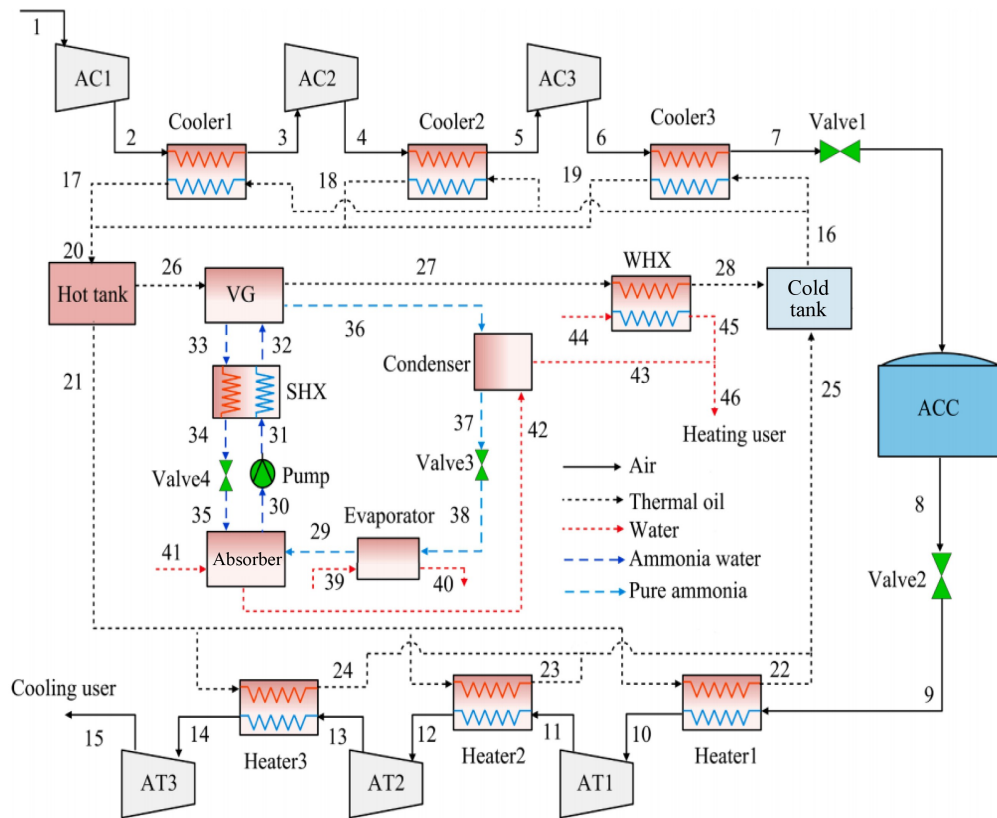 1
AC1
AC2
AC3
Cooler1
Cooler2
Cooler3
Valve1
2
3
4
5
6
7
17
18
19
16
20
26
27
WHX
28
Hot tank
VG
Cold
tank
36
44
45
33
32
Condenser
43
21
SHX
46
25
ACC
34
31
37
42
Heating user
Valve4
Pump
Valve3
Air
35
30
Evaporator
38
Thermal oil
8
29
Water
41
Absorber
39
40
Ammonia water
Valve2
Pure ammonia
24
23
22
Cooling user
9
15
14
13
12
11
10
Heater3
Heater2
Heater1
AT3
AT2
AT1